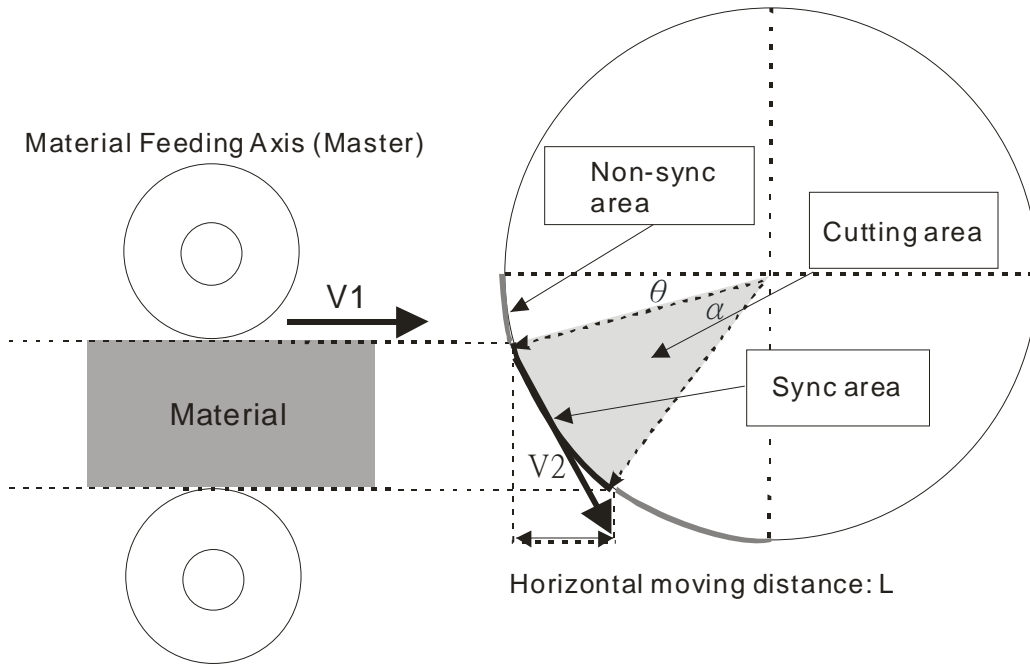 Material Feeding Axis (Master)
Non-sync
area
Cutting area
V1
θ
α
Material
Sync area
V2
Horizontal moving distance: L